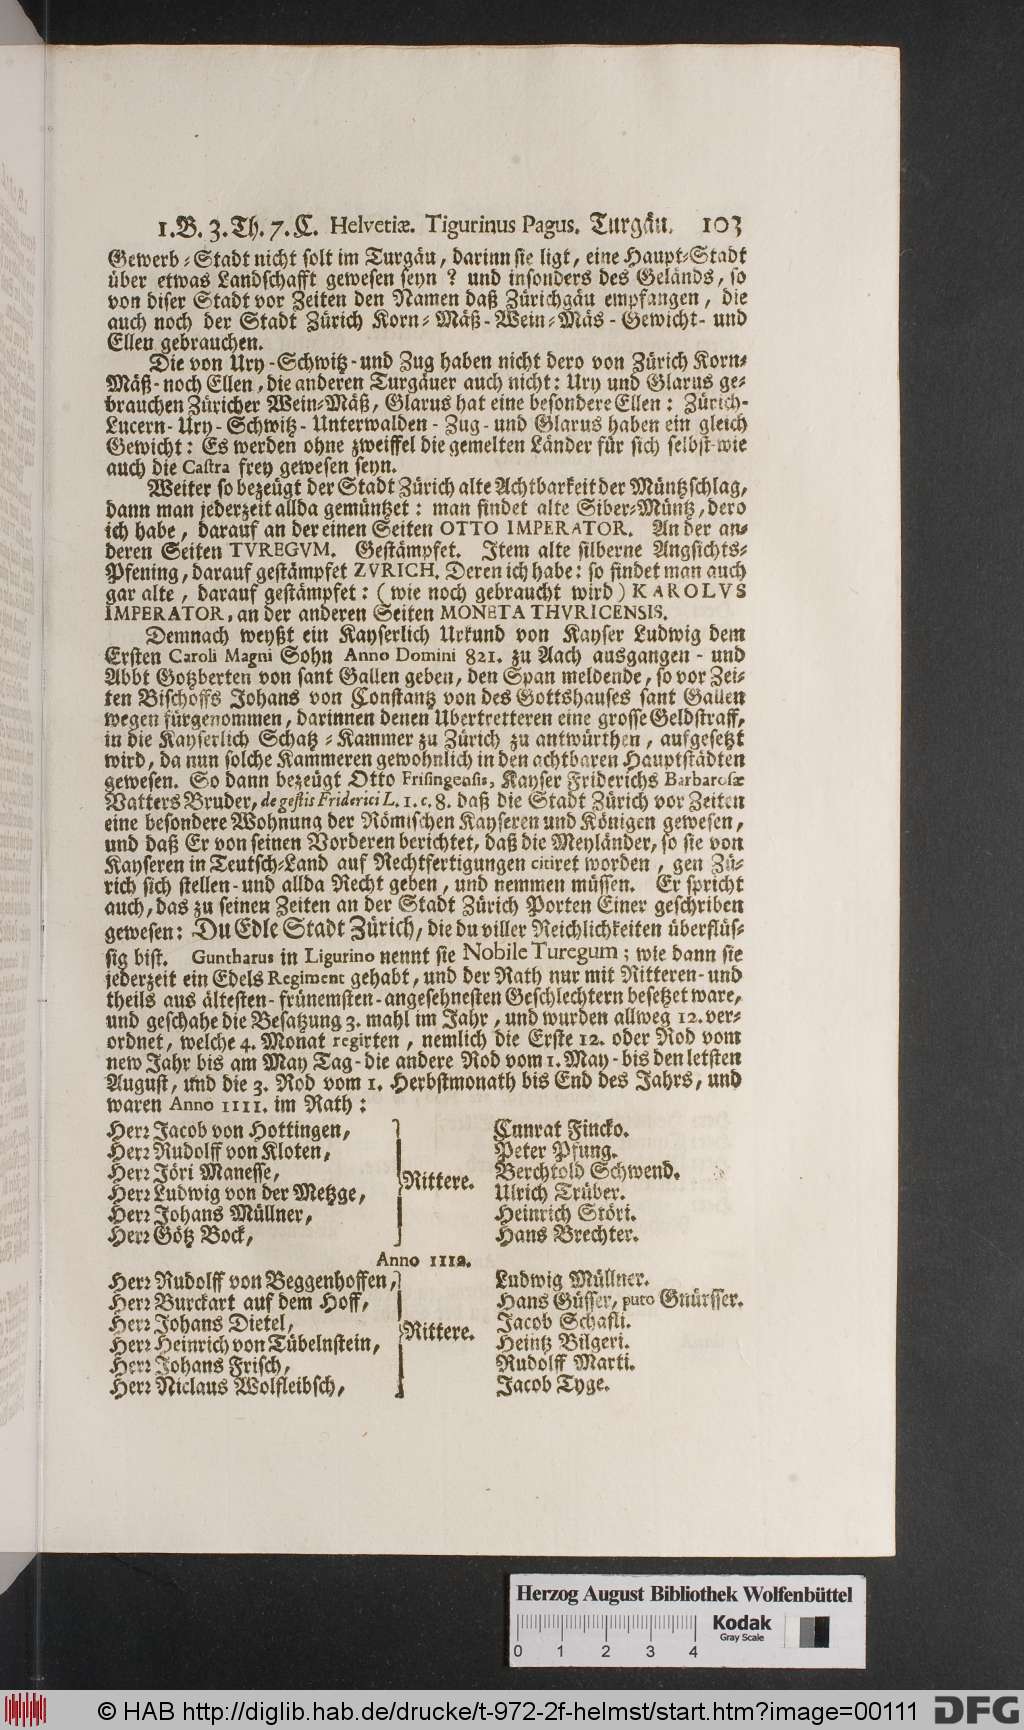 1.B. 3.Th. 7.C. Helvetiæ. Tigurinus Pagus. Turgäu. 103
Gewerb-Stadt nicht solt im Turgäu, darinn sie ligt, eine Haupt-Stadt
über etwas Landschafft gewesen seyn? und insonders des Geländs, so
von diser Stadt vor Zeiten den Namen daß Zürichgäu empfangen, die
auch noch der Stadt Zürich Korn-Mäß-Wein-Mäs-Gewicht- und
Ellen gebrauchen.
Die von Ury-Schwitz-und Zug haben nicht dero von Zürich Korn-
Mäß-noch Ellen, die anderen Turgäuer auch nicht: Ury und Glarus ge-
brauchen Züricher Wein-Mäß, Glarus hat eine besondere Ellen: Zürich-
Lucern-Ury-Schwitz-Unterwalden-Zug-und Glarus haben ein gleich
Gewicht: Es werden ohne zweiffel die gemelten Länder für sich selbst-wie
auch die Castra frey gewesen seyn.
Weiter so bezeügt der Stadt Zürich alte Achtbarkeit der Müntzschlag,
dann man jederzeit allda gemüntzet: man findet alte Siber-Müntz, dero
ich habe, darauf an der einen Seiten OTTO IMPERATOR. An der an-
deren Seiten TVREGVM. Gestämpfet. Item alte silberne Angsichts-
Pfening, darauf gestämpfet ZVRICH. Deren ich habe: so findet man auch
gar alte, darauf gestämpfet: (wie noch gebraucht wird) KAROLVS
IMPERATOR, an der anderen Seiten MONETA THVRICENSIS.
Demnach weyßt ein Kayserlich Urkund von Kayser Ludwig dem
Ersten Caroli Magni Sohn Anno Domini 821. zu Aach ausgangen-und
Abbt Gotzberten von sant Gallen geben, den Span meldende, so vor Zei-
ten Bischoffs Johans von Constantz von des Gottshauses sant Gallen
wegen fürgenommen, darinnen denen Ubertretteren eine grosse Geldstraff,
in die Kayserlich Schatz-Kammer zu Zürich zu antwürthen, aufgesetzt
wird, da nun solche Kammeren gewohnlich in den achtbaren Hauptstädten
gewesen. So dann bezeügt Otto Frisingensis, Kayser Friderichs Barbarosæ
Vatters Bruder, de gestis Friderici L. 1. c. 8. daß die Stadt Zürich vor Zeiten
eine besondere Wohnung der Römischen Kayseren und Königen gewesen,
und daß Er von seinen Vorderen berichtet, daß die Meyländer, so sie von
Kayseren in Teutsch-Land auf Rechtfertigungen citiret worden, gen Zü-
rich sich stellen-und allda Recht geben, und nemmen müssen. Er spricht
auch, das zu seinen Zeiten an der Stadt Zürich Porten Einer geschriben
gewesen: Du Edle Stadt Zürich, die du viller Reichlichkeiten überflüs-
sig bist. Guntharus in Ligurino nennt sie Nobile Turegum; wie dann sie
jederzeit ein Edels Regiment gehabt, und der Rath nur mit Ritteren-und
theils aus ältesten-frünemsten-angesehnesten Geschlechtern besetzet ware,
und geschahe die Besatzung 3. mahl im Jahr, und wurden allweg 12. ver-
ordnet, welche 4. Monat regirten, nemlich die Erste 12. oder Rod vom
new Jahr bis am May Tag-die andere Rod vom 1. May-bis den letsten
August, und die 3. Rod vom 1. Herbstmonath bis End des Jahrs, und
waren Anno 1111. im Rath:
Herr Jacob von Hottingen,
Herr Rudolff von Kloten,
Herr Jöri Manesse,
Herr Ludwig von der Metzge,
Herr Johans Müllner,
Herr Götz Bock,
Rittere.
Cunrat Fincko.
Peter Pfung.
Berchtold Schwend.
Ulrich Trüber.
Heinrich Störi.
Hans Brechter.
Anno 1112.
Herr Rudolff von Beggenhoffen,
Herr Burckart auf dem Hoff,
Herr Johans Dietel,
Herr Heinrich von Tübelnstein,
Herr Johans Frisch,
Herr Niclaus Wolfleibsch,
Rittere.
Ludwig Müllner.
Hans Güsser, puto Gnürsser.
Jacob Schafli.
Heintz Bilgeri.
Rudolff Marti.
Jacob Tyge.
Herzog August Bibliothek Wolfenbüttel
Kodak
Gray Scale
0 1 2 3 4
© HAB http://diglib.hab.de/drucke/t-972-2f-helmst/start.htm?image=00111
DFG